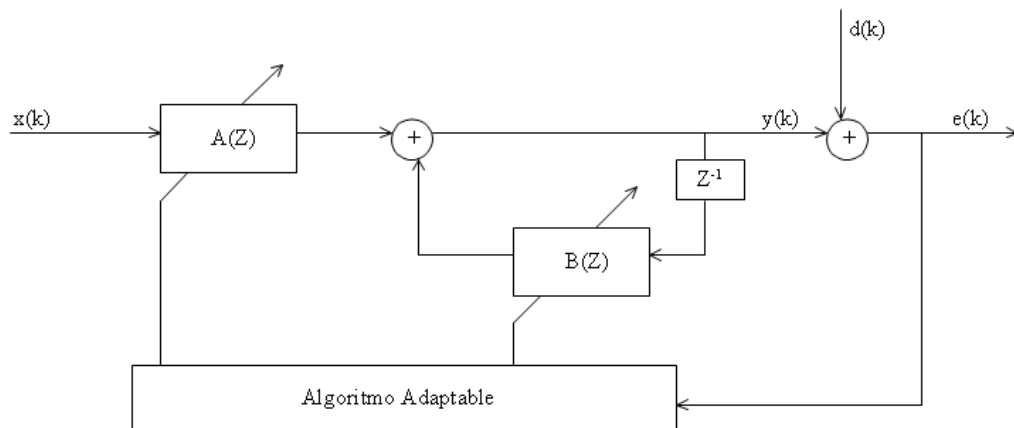 d(k)
x(k)
A(Z)
+
y(k)
+
e(k)
Z-1
B(Z)
Algoritmo Adaptable